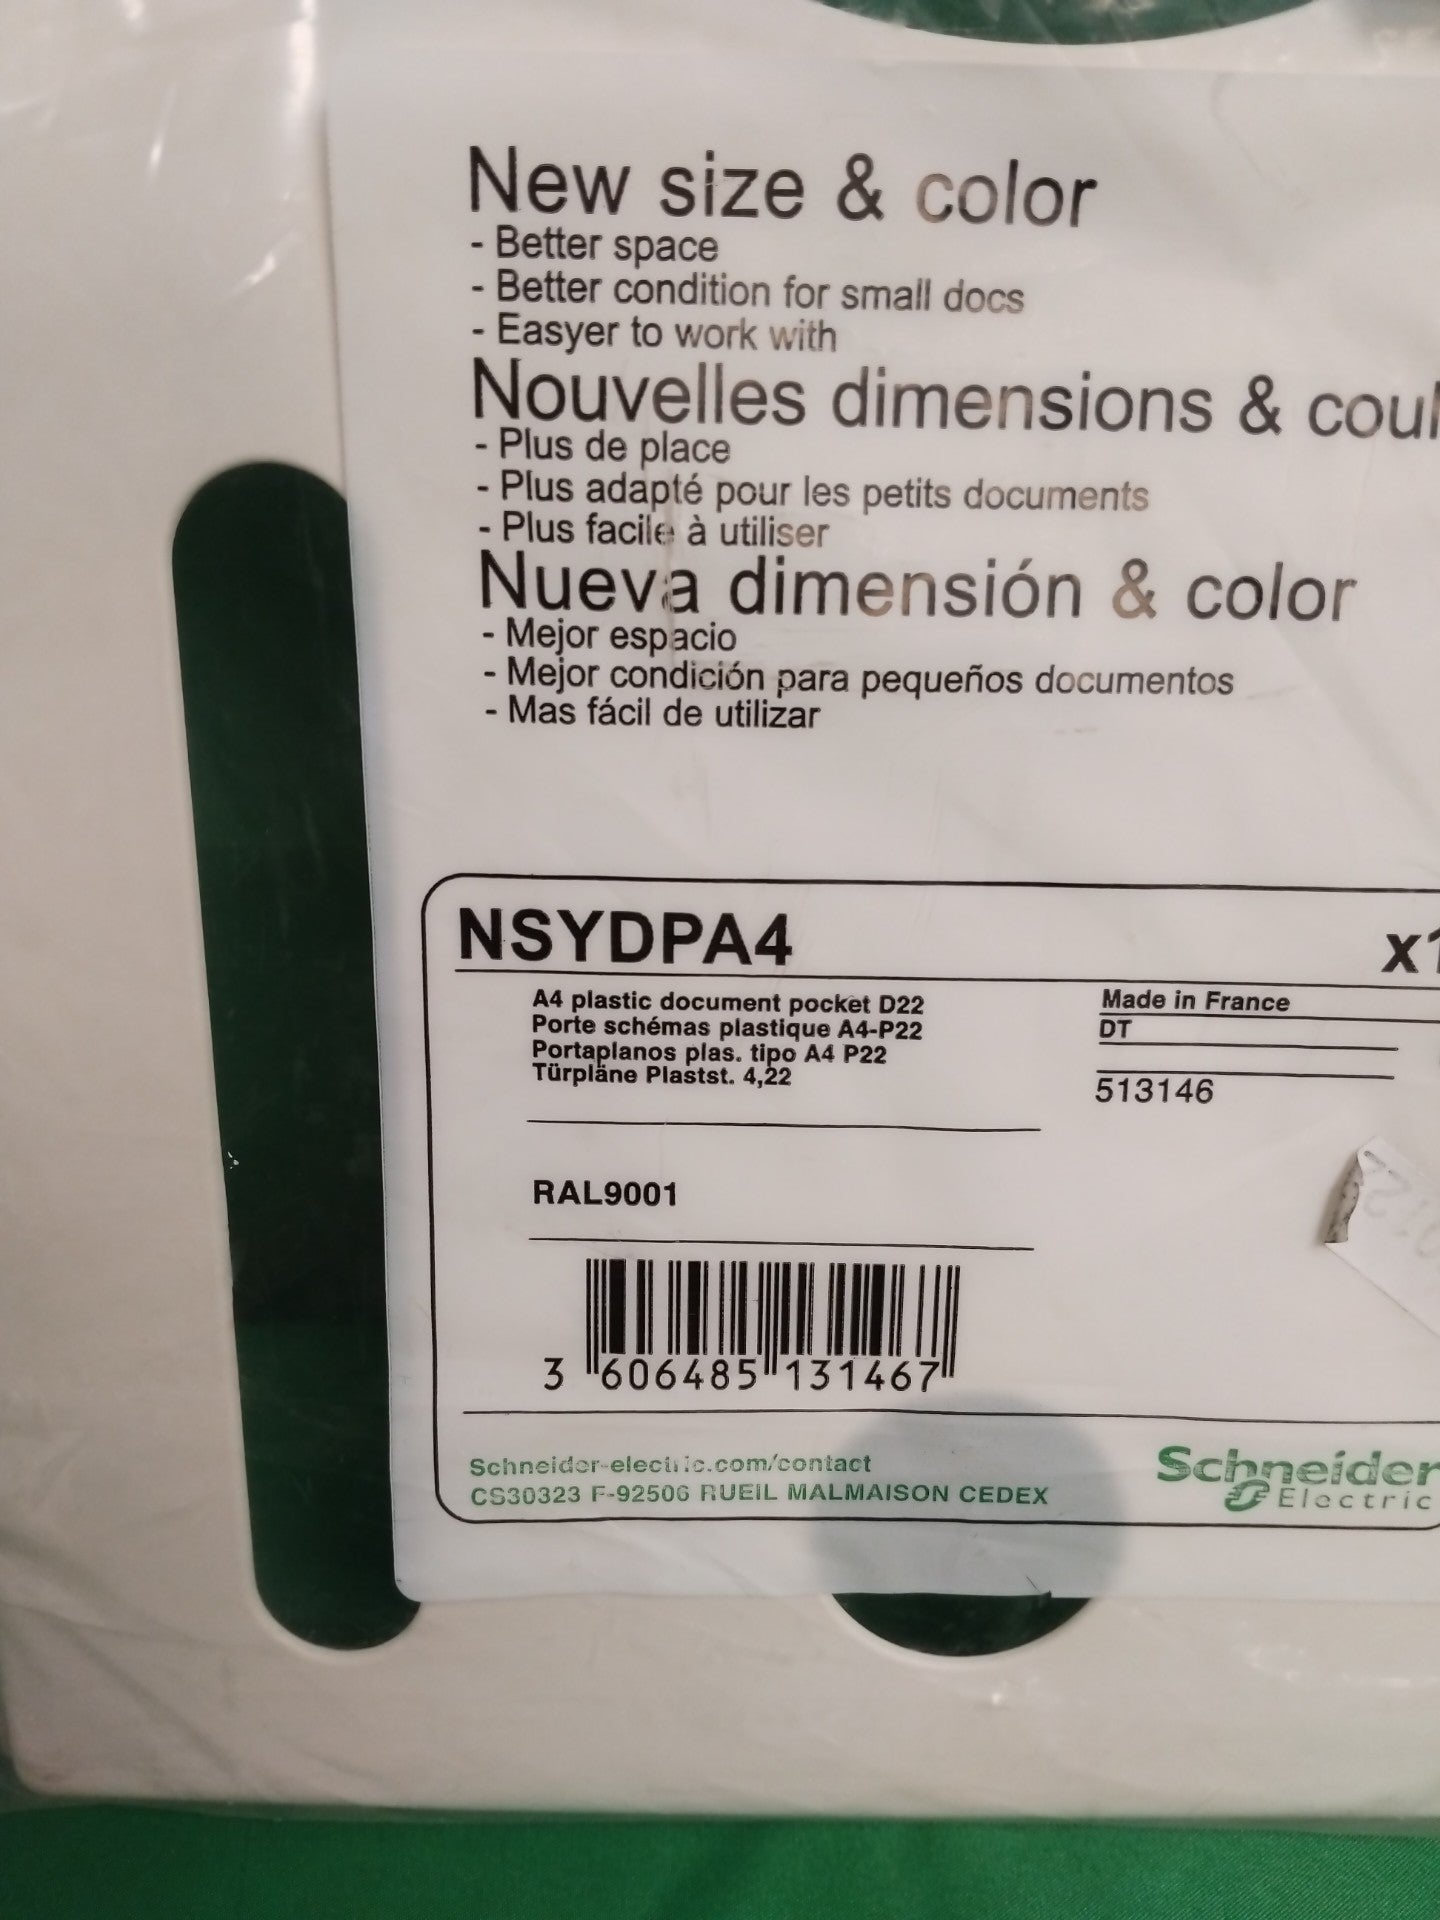 New size & color
- Better space
- Better condition for small docs
- Easyer to work with
Nouvelles dimensions & coul
- Plus de place
- Plus adapté pour les petits documents
- Plus facile à utiliser
Nueva dimensión & color
- Mejor espacio
- Mejor condición para pequeños documentos
- Mas fácil de utilizar
NSYDPA4 x1
A4 plastic document pocket D22
Porte schémas plastique A4-P22
Portaplanos plas. tipo A4 P22
Türpläne Plastst. 4,22
Made in France
DT
513146
RAL9001
3 606485 131467
Schneider-electric.com/contact
CS30323 F-92506 RUEIL MALMAISON CEDEX
Schneider
Electric